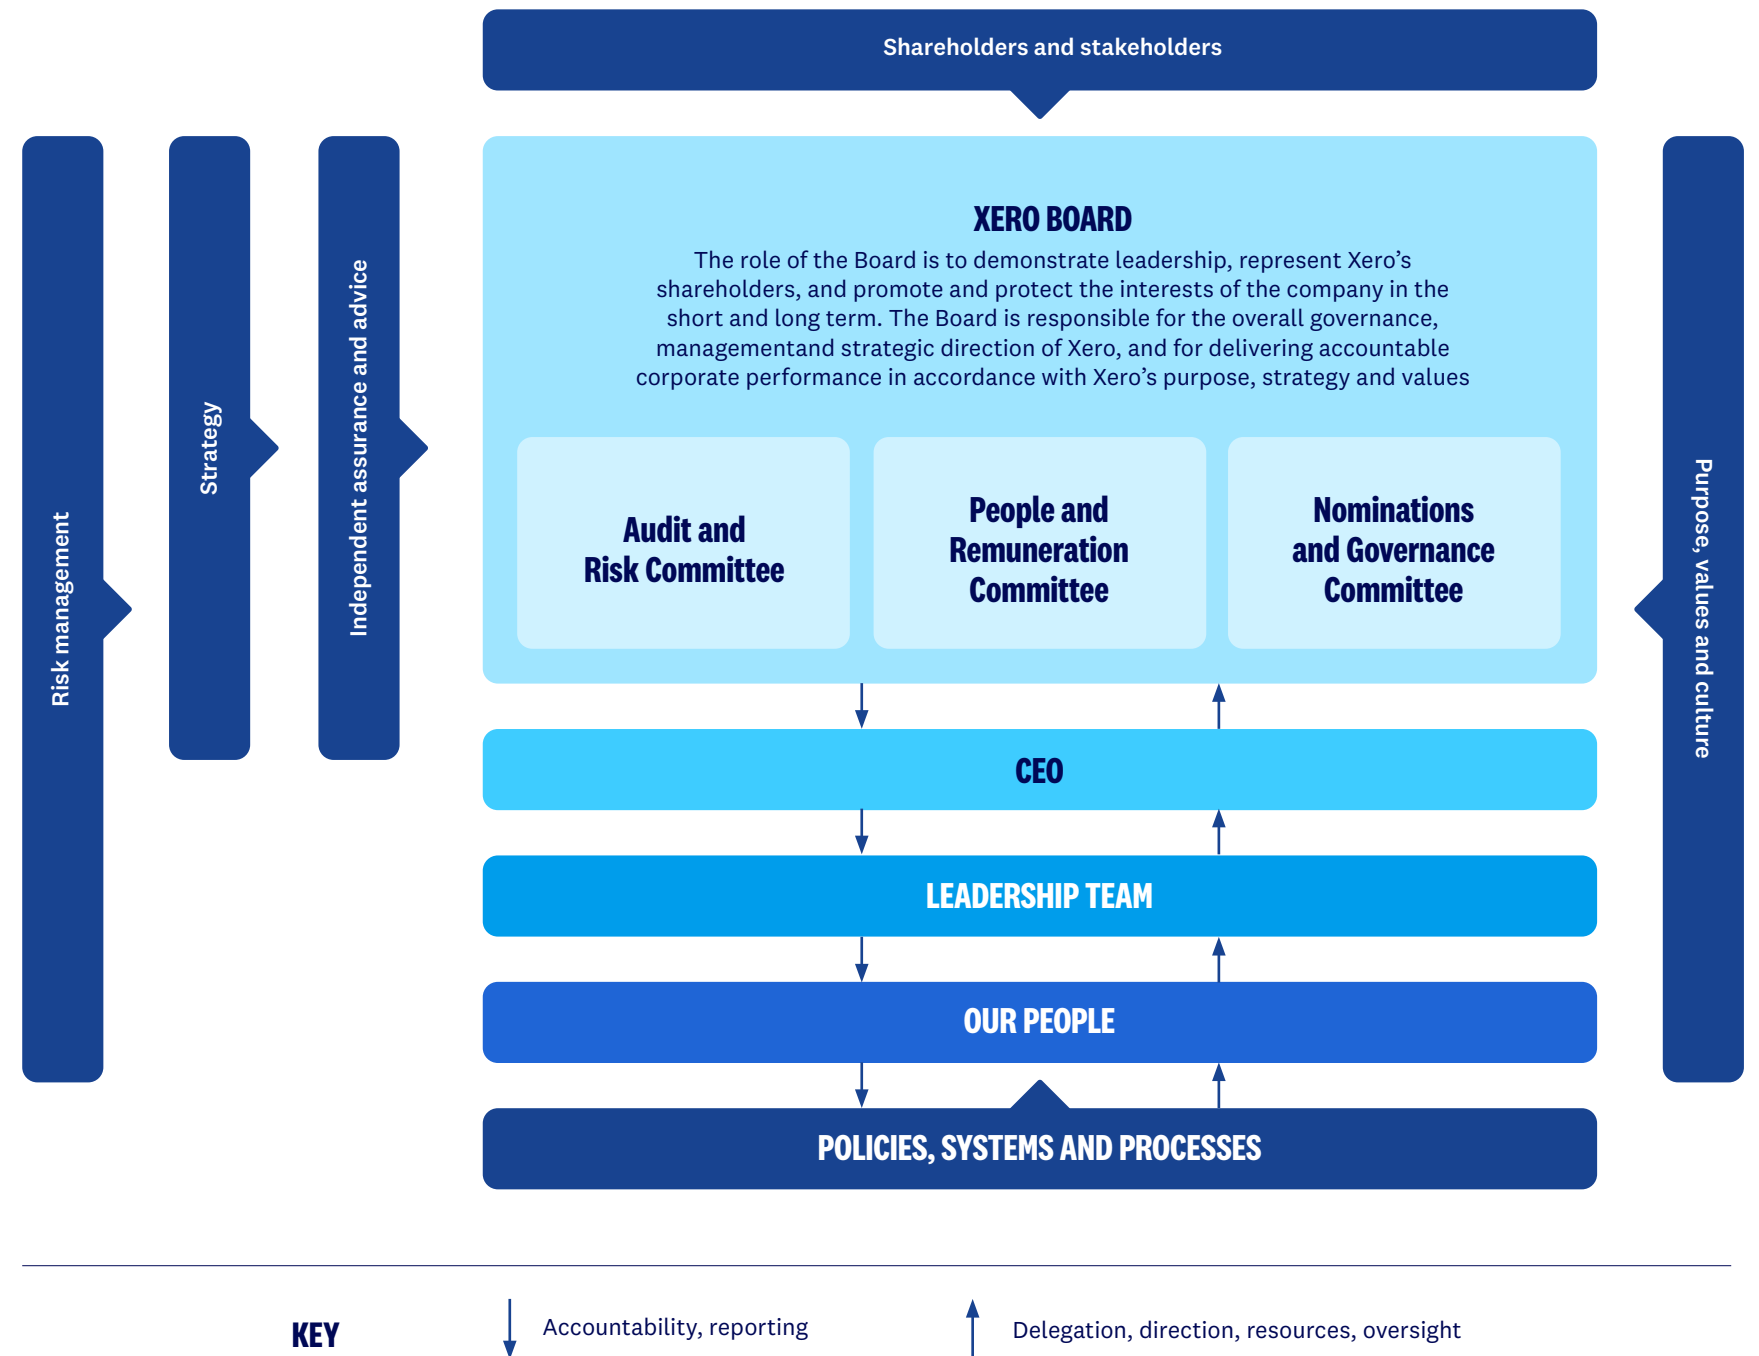 Shareholders and stakeholders
Risk management
Strategy
Independent assurance and advice
XERO BOARD
The role of the Board is to demonstrate leadership, represent Xero’s
shareholders, and promote and protect the interests of the company in the
short and long term. The Board is responsible for the overall governance,
managementand strategic direction of Xero, and for delivering accountable
corporate performance in accordance with Xero’s purpose, strategy and values
Audit and
Risk Committee
People and
Remuneration
Committee
Nominations
and Governance
Committee
Purpose, values and culture
CEO
LEADERSHIP TEAM
OUR PEOPLE
POLICIES, SYSTEMS AND PROCESSES
KEY
Accountability, reporting
Delegation, direction, resources, oversight